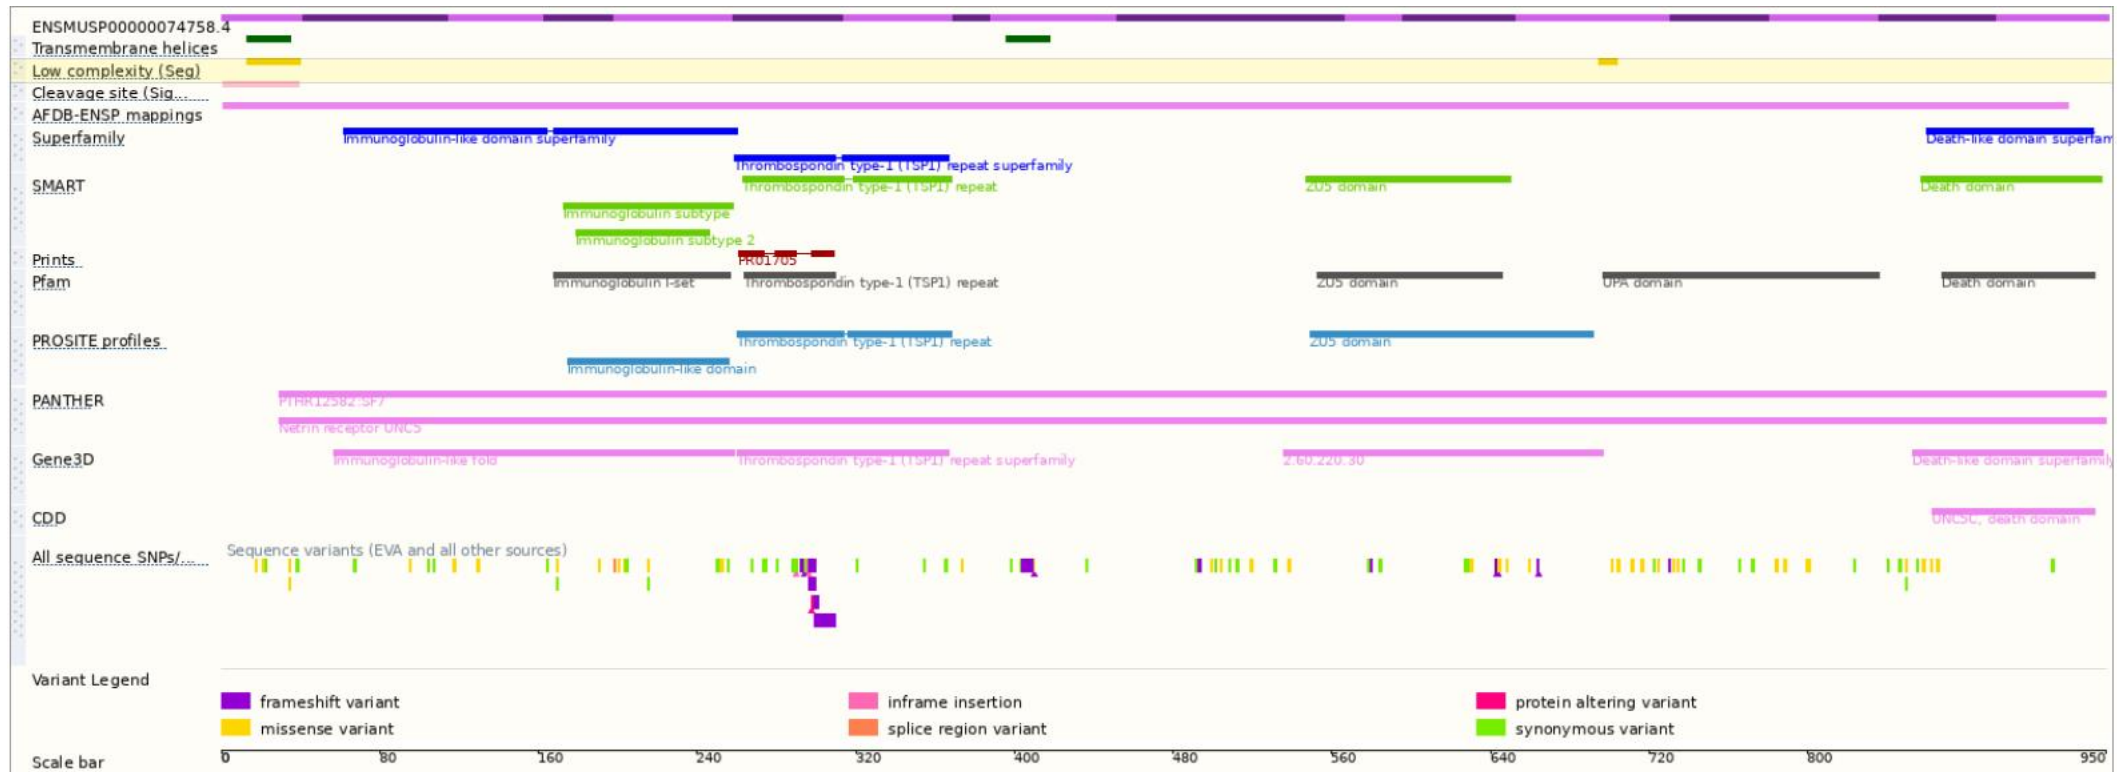 ENSMUSP00000074758.4
Transmembrane helices
Low complexity (Seg)
Cleavage site (Sig...
AFDB-ENSP mappings
Superfamily
Immunoglobulin-like domain superfamily
Death-like domain superfam
Thrombospondin type-1 (TSP1) repeat superfamily
SMART
Thrombospondin type-1 (TSP1) repeat
ZU5 domain
Death domain
Immunoglobulin subtype
Immunoglobulin subtype 2
Prints
PR01705
Pfam
Immunoglobulin I-set
Thrombospondin type-1 (TSP1) repeat
ZU5 domain
UPA domain
Death domain
PROSITE profiles
Thrombospondin type-1 (TSP1) repeat
ZU5 domain
Immunoglobulin-like domain
PANTHER
PTHR12582:SF7
Netrin receptor UNC5
Gene3D
Immunoglobulin-like fold
Thrombospondin type-1 (TSP1) repeat superfamily
2.60.220.30
Death-like domain superfamily
CDD
UNC5C, death domain
All sequence SNPs/...
Sequence variants (EVA and all other sources)
Variant Legend
frameshift variant
inframe insertion
protein altering variant
missense variant
splice region variant
synonymous variant
Scale bar
0 80 160 240 320 400 480 560 640 720 800 950